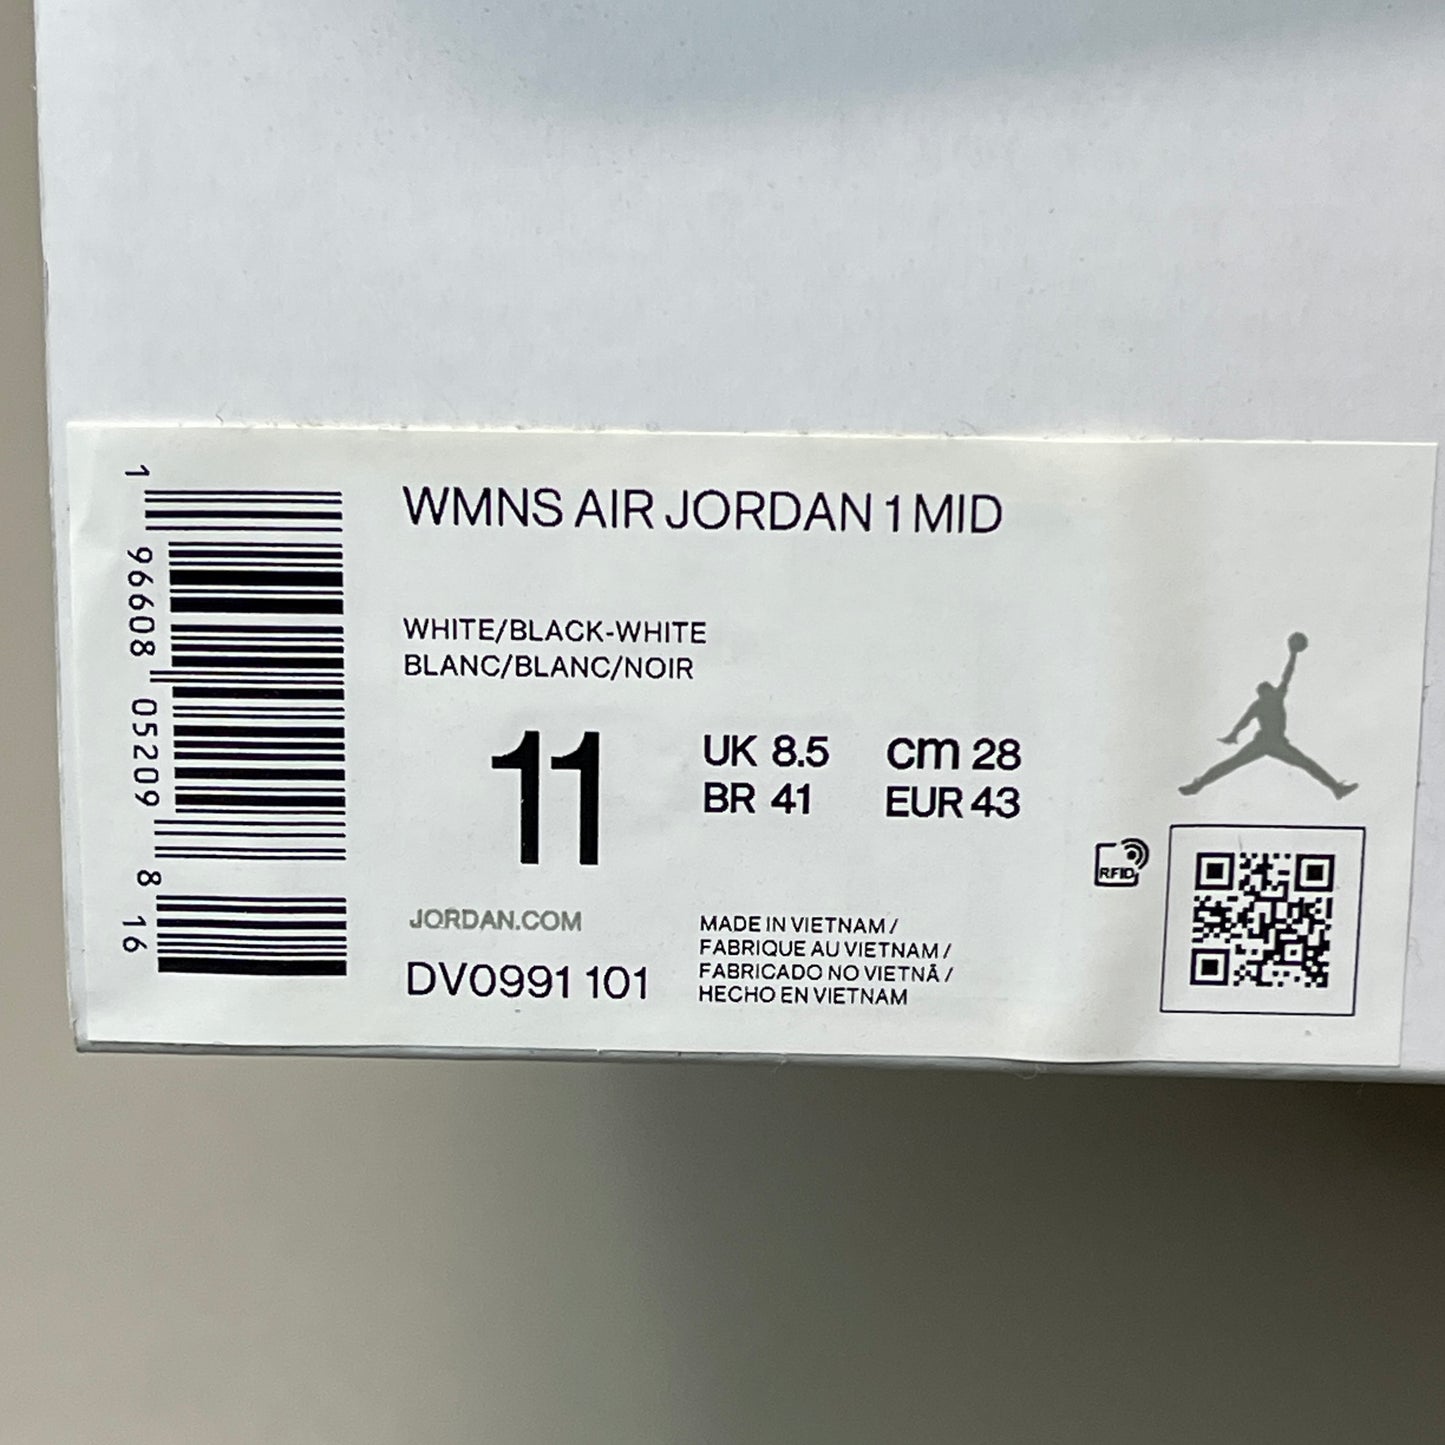 WMNS AIR JORDAN 1 MID
WHITE/BLACK-WHITE
BLANC/BLANC/NOIR
11
UK 8.5 cm 28
BR 41 EUR 43
JORDAN.COM
DV0991 101
MADE IN VIETNAM /
FABRIQUE AU VIETNAM /
FABRICADO NO VIETNÃ /
HECHO EN VIETNAM
RFID
1 96608 05209 8 16